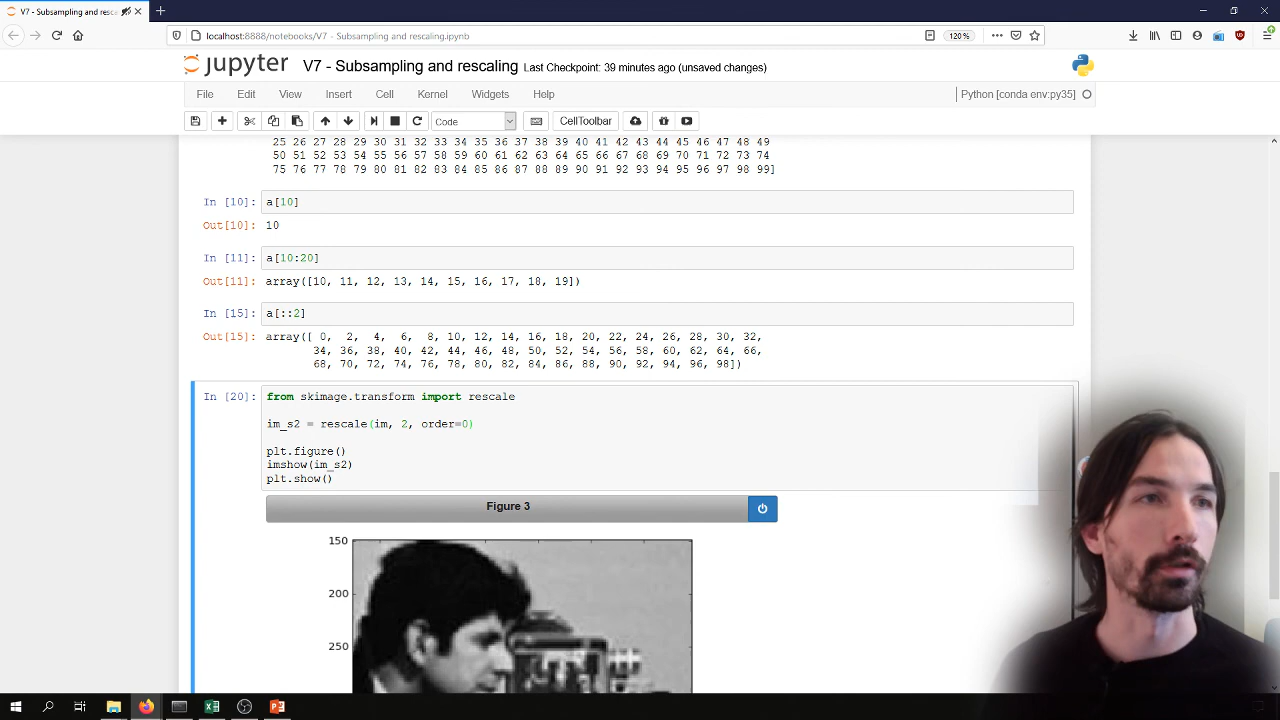 V7 - Subsampling and resca
localhost:8888/notebooks/V7 - Subsampling and rescaling.ipynb
120%
jupyter V7 - Subsampling and rescaling Last Checkpoint: 39 minutes ago (unsaved changes)
File Edit View Insert Cell Kernel Widgets Help
Python [conda env:py35]
Code
CellToolbar
25 26 27 28 29 30 31 32 33 34 35 36 37 38 39 40 41 42 43 44 45 46 47 48 49
50 51 52 53 54 55 56 57 58 59 60 61 62 63 64 65 66 67 68 69 70 71 72 73 74
75 76 77 78 79 80 81 82 83 84 85 86 87 88 89 90 91 92 93 94 95 96 97 98 99]
In [10]: a[10]
Out[10]: 10
In [11]: a[10:20]
Out[11]: array([10, 11, 12, 13, 14, 15, 16, 17, 18, 19])
In [15]: a[::2]
Out[15]: array([ 0, 2, 4, 6, 8, 10, 12, 14, 16, 18, 20, 22, 24, 26, 28, 30, 32,
34, 36, 38, 40, 42, 44, 46, 48, 50, 52, 54, 56, 58, 60, 62, 64, 66,
68, 70, 72, 74, 76, 78, 80, 82, 84, 86, 88, 90, 92, 94, 96, 98])
In [20]: from skimage.transform import rescale
im_s2 = rescale(im, 2, order=0)
plt.figure()
imshow(im_s2)
plt.show()
Figure 3
150
200
250